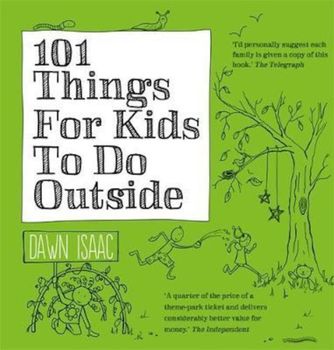 101
Things
For Kids
To Do
Outside
DAWN ISAAC
'I'd personally suggest each
family is given a copy of this
book.' The Telegraph
'A quarter of the price of a
theme-park ticket and delivers
considerably better value for
money.' The Independent